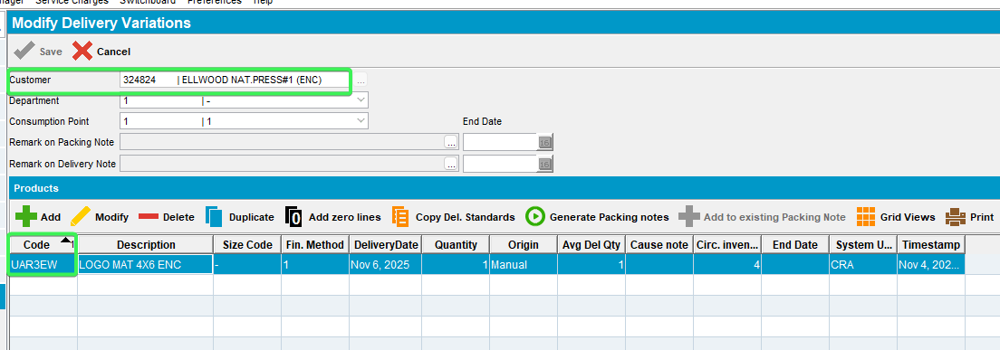 nager Service Charges Switchboard Preferences Help
Modify Delivery Variations
Save Cancel
Customer 324824 | ELLWOOD NAT.PRESS#1 (ENC) ...
Department 1 | -
Consumption Point 1 | 1 End Date
Remark on Packing Note ... 16
Remark on Delivery Note ... 16
Products
Add Modify Delete Duplicate Add zero lines Copy Del. Standards Generate Packing notes Add to existing Packing Note Grid Views Print
Code 1 Description Size Code Fin. Method DeliveryDate Quantity Origin Avg Del Qty Cause note Circ. inven... End Date System U... Timestamp
UAR3EW LOGO MAT 4X6 ENC - 1 Nov 6, 2025 1 Manual 1 4 CRA Nov 4, 202...